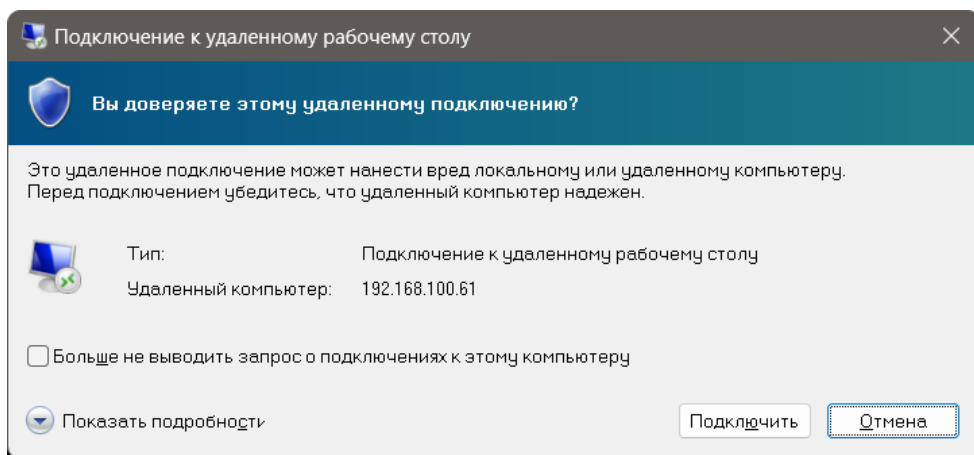 Подключение к удаленному рабочему столу
Вы доверяете этому удаленному подключению?
Это удаленное подключение может нанести вред локальному или удаленному компьютеру.
Перед подключением убедитесь, что удаленный компьютер надежен.
Тип: Подключение к удаленному рабочему столу
Удаленный компьютер: 192.168.100.61
Больше не выводить запрос о подключениях к этому компьютеру
Показать подробности Подключить Отмена